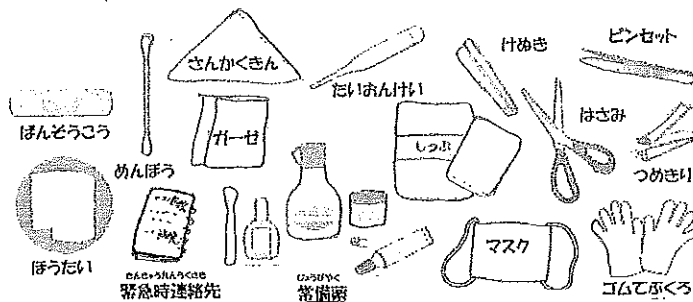 さんかくきん
けぬき
ピンセット
たいおんけい
ばんそうこう
めんぼう
ガーゼ
しっぷ
はさみ
つめきり
ほうたい
きんきゅうれんらくさき
緊急時連絡先
じょうびやく
常備薬
マスク
ゴムてぶくろ